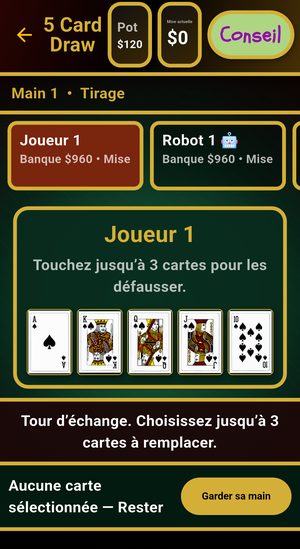 5 Card
Draw
Pot
$120
Mise actuelle
$0
Conseil
Main 1 • Tirage
Joueur 1
Banque $960 • Mise
Robot 1 🤖
Banque $960 • Mise
Joueur 1
Touchez jusqu’à 3 cartes pour les
défausser.
A K Q J 10
Tour d’échange. Choisissez jusqu’à 3
cartes à remplacer.
Aucune carte
sélectionnée — Rester
Garder sa main